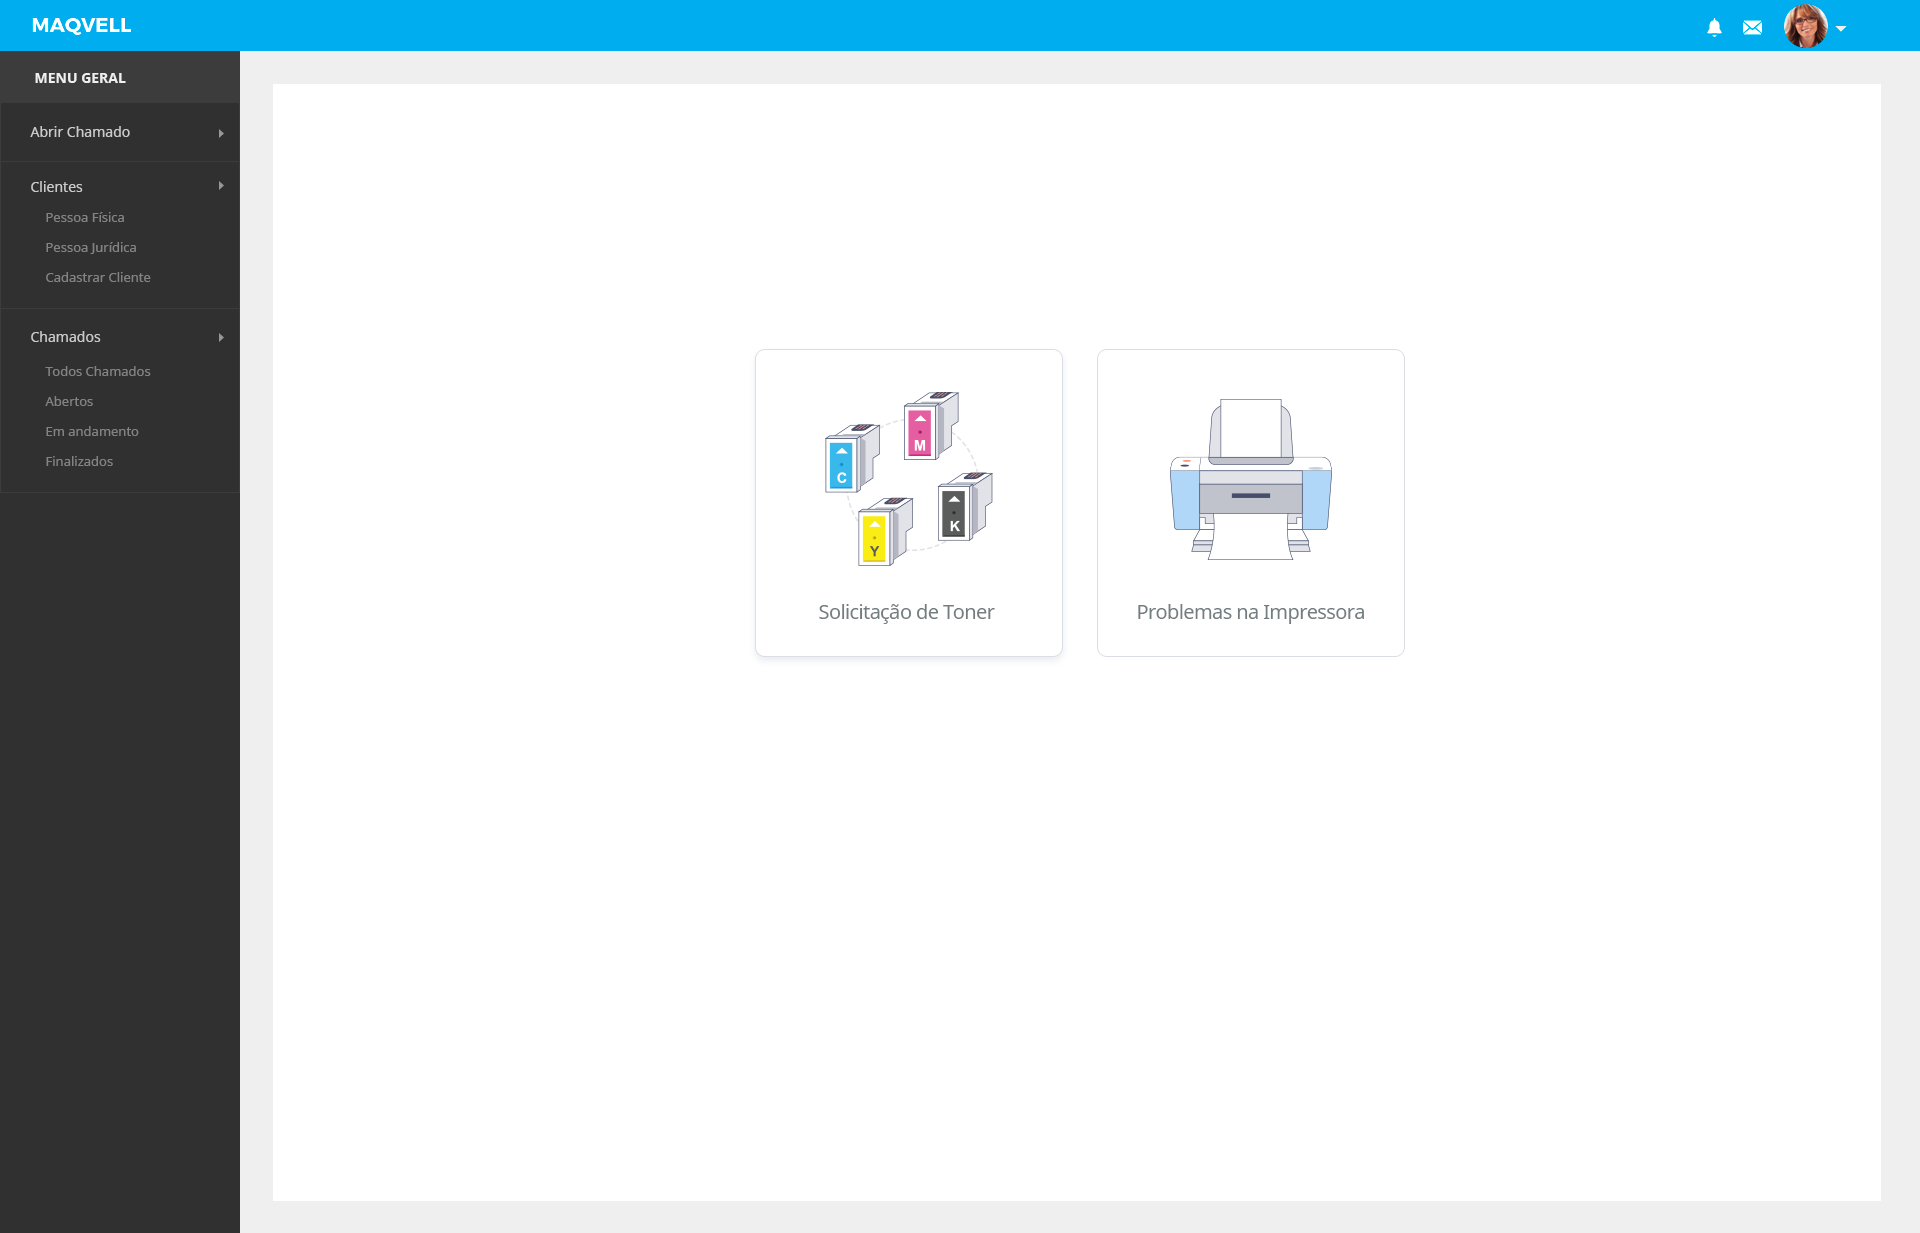 MAQVELL
MENU GERAL
Abrir Chamado
Clientes
Pessoa Física
Pessoa Jurídica
Cadastrar Cliente
Chamados
Todos Chamados
Abertos
Em andamento
Finalizados
M
C
K
Y
Solicitação de Toner
Problemas na Impressora